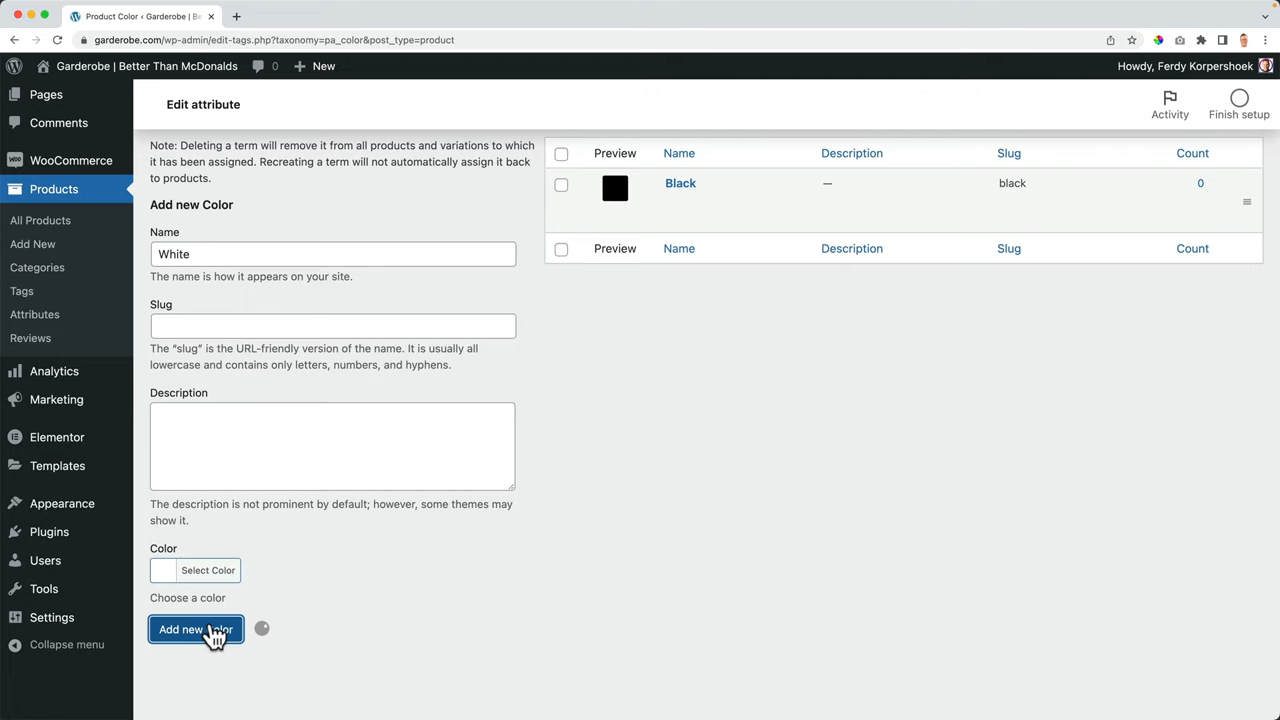 Product Color ‹ Garderobe | Be
garderobe.com/wp-admin/edit-tags.php?taxonomy=pa_color&post_type=product
Garderobe | Better Than McDonalds
0
New
Howdy, Ferdy Korpershoek
Pages
Comments
WooCommerce
Products
All Products
Add New
Categories
Tags
Attributes
Reviews
Analytics
Marketing
Elementor
Templates
Appearance
Plugins
Users
Tools
Settings
Collapse menu
Edit attribute
Activity
Finish setup
Note: Deleting a term will remove it from all products and variations to which
it has been assigned. Recreating a term will not automatically assign it back
to products.
Add new Color
Name
White
The name is how it appears on your site.
Slug
The “slug” is the URL-friendly version of the name. It is usually all
lowercase and contains only letters, numbers, and hyphens.
Description
The description is not prominent by default; however, some themes may
show it.
Color
Select Color
Choose a color
Add new Color
Preview Name Description Slug Count
Black — black 0
Preview Name Description Slug Count